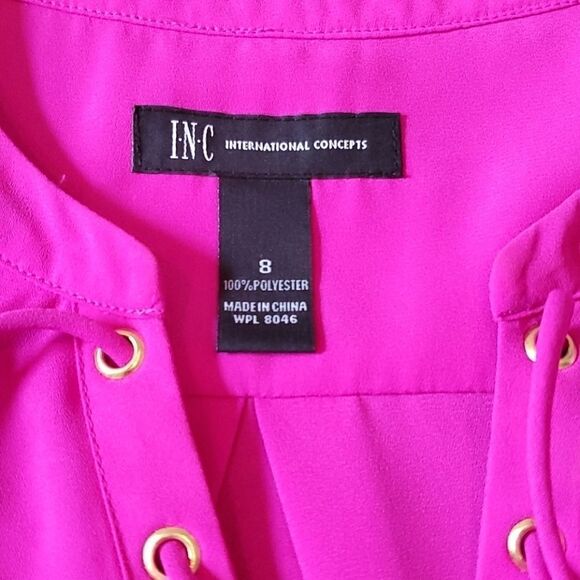 I·N·C INTERNATIONAL CONCEPTS
8
100%POLYESTER
MADE IN CHINA
WPL 8046